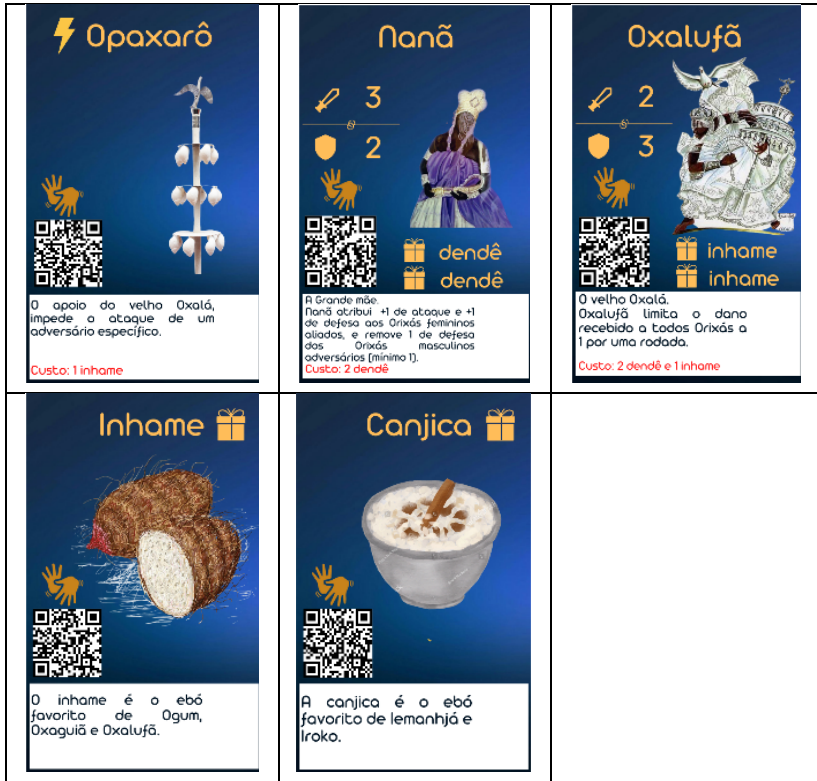 Opaxarô
O apoio do velho Oxalá,
impede o ataque de um
adversário específico.
Custo: 1 inhame
Nanã
3
2
dendê
dendê
A Grande mãe.
Nanã atribui +1 de ataque e +1
de defesa aos Orixás femininos
aliados, e remove 1 de defesa
dos Orixás masculinos
adversários (mínimo 1).
Custo: 2 dendê
Oxalufã
2
3
inhame
inhame
O velho Oxalá.
Oxalufã limita o dano
recebido a todos Orixás a
1 por uma rodada.
Custo: 2 dendê e 1 inhame
Inhame
O inhame é o ebó
favorito de Ogum,
Oxaguiã e Oxalufã.
Canjica
A canjica é o ebó
favorito de Iemanhjá e
Iroko.